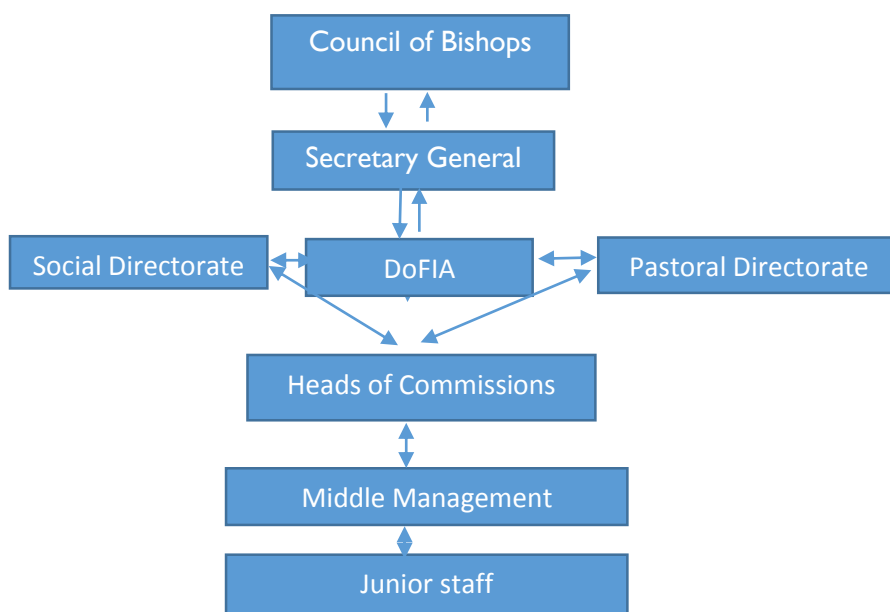 Council of Bishops
Secretary General
Social Directorate
DoFIA
Pastoral Directorate
Heads of Commissions
Middle Management
Junior staff